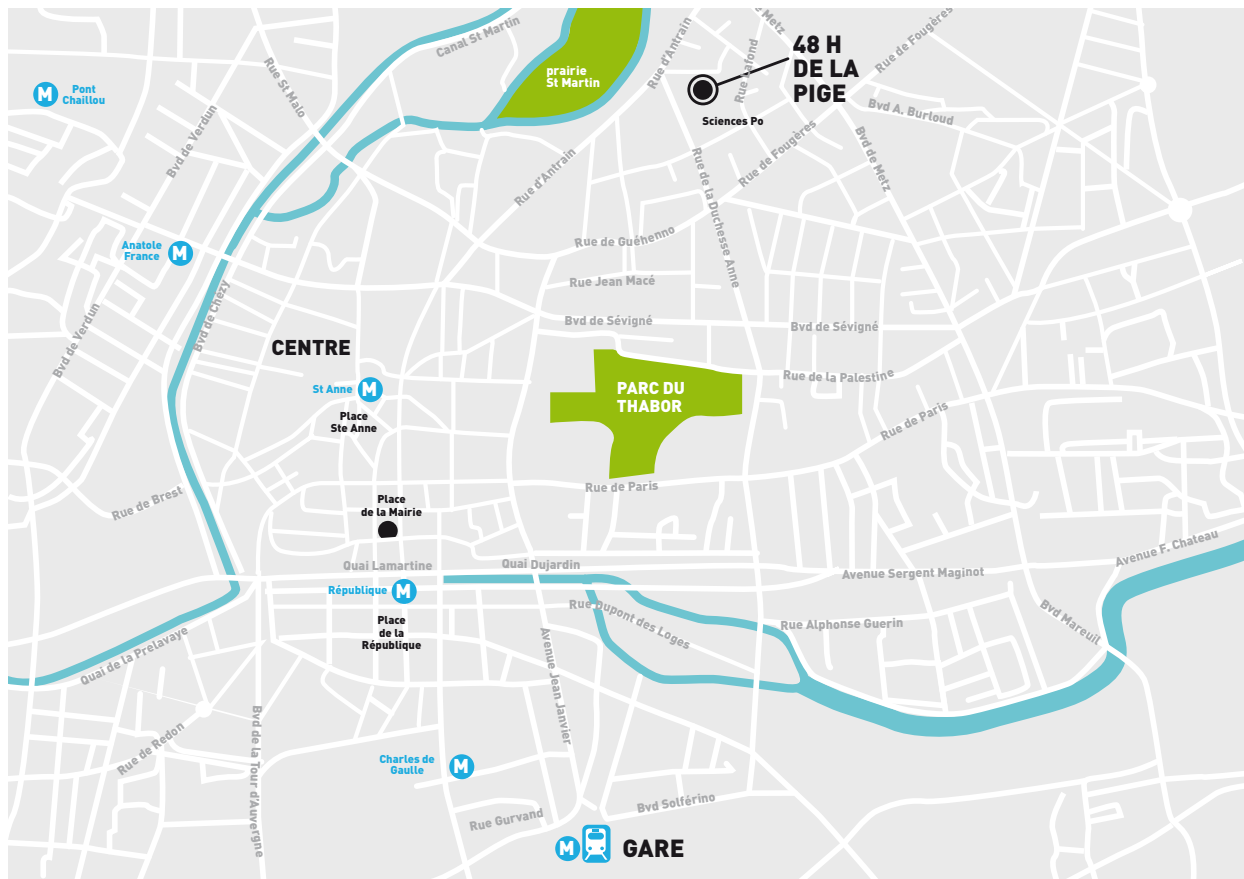 Canal St Martin
Rue St Malo
M
Pont
Chaillou
Bvd de Verdun
prairie
St Martin
Rue d'Antrain
de Metz
Rue Lafond
48 H
DE LA
PIGE
Rue de Fougères
Sciences Po
Bvd A. Burloud
Rue de Fougères
Bvd de Metz
Rue d'Antrain
Rue de la Duchesse Anne
Anatole
France
M
Rue de Guéhenno
Rue Jean Macé
Bvd de Chezy
Bvd de Verdun
Bvd de Sévigné
Bvd de Sévigné
CENTRE
Rue de la Palestine
St Anne
M
Place
Ste Anne
PARC DU
THABOR
Rue de Paris
Rue de Paris
Rue de Brest
Place
de la Mairie
Quai Lamartine
Quai Dujardin
Avenue Sergent Maginot
Avenue F. Chateau
République
M
Place
de la
République
Rue Dupont des Loges
Rue Alphonse Guerin
Bvd Mareuil
Quai de la Prelavaye
Avenue Jean Janvier
Rue de Redon
Bvd de la Tour d'Auvergne
Charles de
Gaulle
M
Rue Gurvand
Bvd Solférino
M
GARE